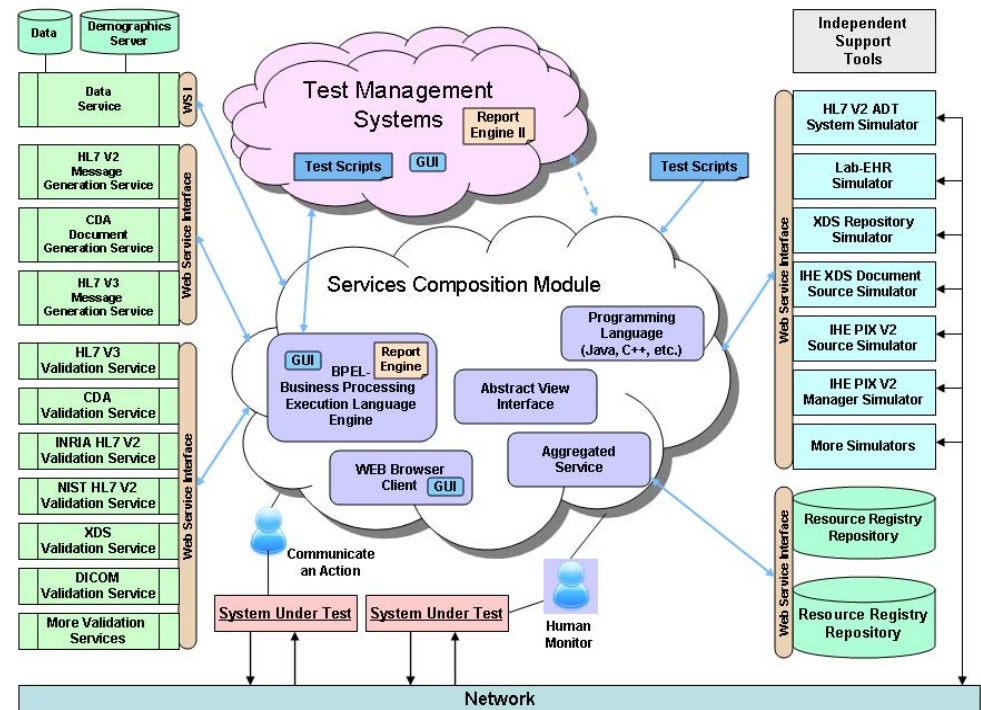 Data
Demographics
Server
Data
Service
WS I
HL7 V2
Message
Generation Service
CDA
Document
Generation Service
HL7 V3
Message
Generation Service
Web Service Interface
HL7 V3
Validation Service
CDA
Validation Service
INRIA HL7 V2
Validation Service
NIST HL7 V2
Validation Service
XDS
Validation Service
DICOM
Validation Service
More Validation
Services
Web Service Interface
Test Management
Systems
Report
Engine II
Test Scripts
GUI
Test Scripts
Services Composition Module
GUI
Report
Engine
BPEL-
Business Processing
Execution Language
Engine
Programming
Language
(Java, C++, etc.)
Abstract View
Interface
WEB Browser
Client
GUI
Aggregated
Service
Communicate
an Action
System Under Test
System Under Test
Human
Monitor
Independent
Support
Tools
Web Service Interface
HL7 V2 ADT
System Simulator
Lab-EHR
Simulator
XDS Repository
Simulator
IHE XDS Document
Source Simulator
IHE PIX V2
Source Simulator
IHE PIX V2
Manager Simulator
More Simulators
Web Service Interface
Resource Registry
Repository
Resource Registry
Repository
Network